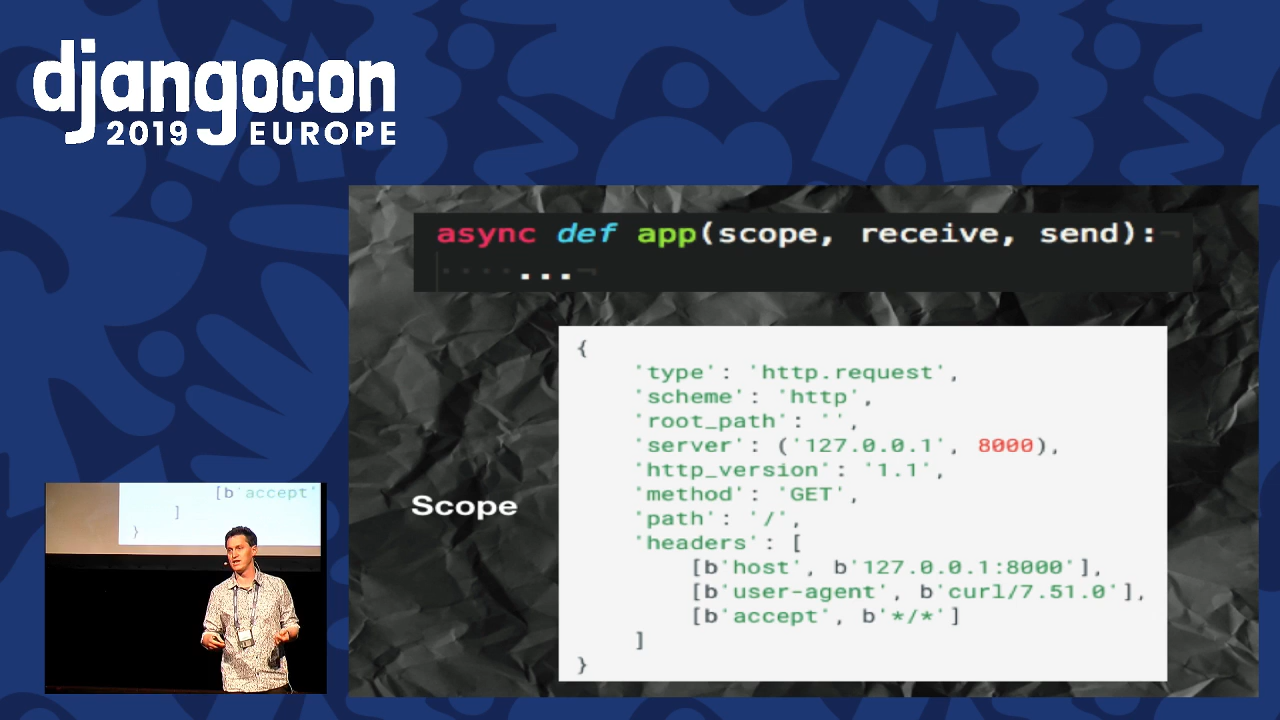 djangocon
2019 EUROPE
async def app(scope, receive, send):
...
Scope
{
'type': 'http.request',
'scheme': 'http',
'root_path': '',
'server': ('127.0.0.1', 8000),
'http_version': '1.1',
'method': 'GET',
'path': '/',
'headers': [
[b'host', b'127.0.0.1:8000'],
[b'user-agent', b'curl/7.51.0'],
[b'accept', b'*/*']
]
}
[b'accept'
]
}